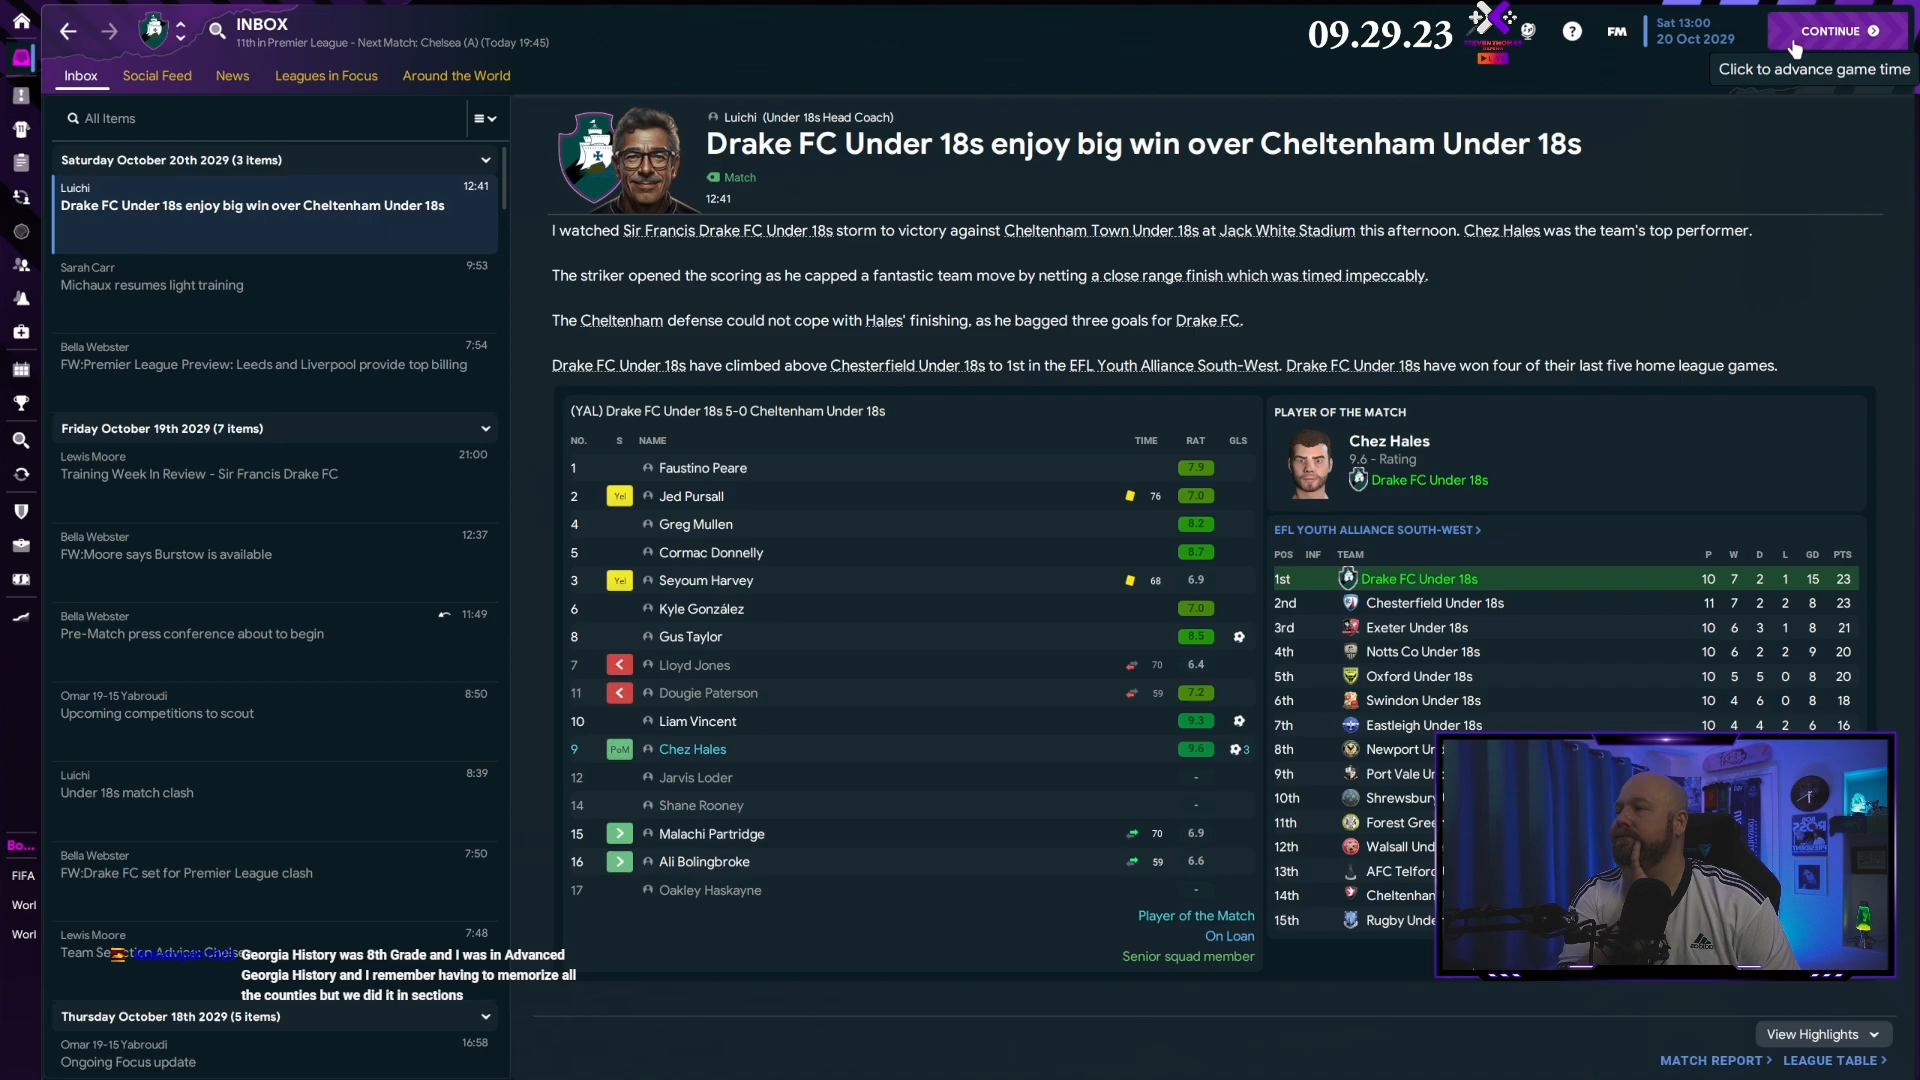 INBOX
11th in Premier League - Next Match: Chelsea (A) (Today 19:45)
09.29.23
FM
Sat 13:00
20 Oct 2029
CONTINUE
Click to advance game time
Inbox
Social Feed
News
Leagues in Focus
Around the World
All Items
Saturday October 20th 2029 (3 items)
Luichi 12:41
Drake FC Under 18s enjoy big win over Cheltenham Under 18s
Sarah Carr 9:53
Michaux resumes light training
Bella Webster 7:54
FW:Premier League Preview: Leeds and Liverpool provide top billing
Friday October 19th 2029 (7 items)
Lewis Moore 21:00
Training Week In Review - Sir Francis Drake FC
Bella Webster 12:37
FW:Moore says Burstow is available
Bella Webster 11:49
Pre-Match press conference about to begin
Omar 19-15 Yabroudi 8:50
Upcoming competitions to scout
Luichi 8:39
Under 18s match clash
Bella Webster 7:50
FW:Drake FC set for Premier League clash
Lewis Moore 7:48
Georgia History was 8th Grade and I was in Advanced
Georgia History and I remember having to memorize all
the counties but we did it in sections
Thursday October 18th 2029 (5 items)
Omar 19-15 Yabroudi 16:58
Ongoing Focus update
Bo...
FIFA
Worl
Worl
Luichi (Under 18s Head Coach)
Drake FC Under 18s enjoy big win over Cheltenham Under 18s
Match
12:41
I watched Sir Francis Drake FC Under 18s storm to victory against Cheltenham Town Under 18s at Jack White Stadium this afternoon. Chez Hales was the team's top performer.
The striker opened the scoring as he capped a fantastic team move by netting a close range finish which was timed impeccably.
The Cheltenham defense could not cope with Hales' finishing, as he bagged three goals for Drake FC.
Drake FC Under 18s have climbed above Chesterfield Under 18s to 1st in the EFL Youth Alliance South-West. Drake FC Under 18s have won four of their last five home league games.
(YAL) Drake FC Under 18s 5-0 Cheltenham Under 18s
NO. S NAME TIME RAT GLS
1 Faustino Peare 7.9
2 Yel Jed Pursall 76 7.0
4 Greg Mullen 8.2
5 Cormac Donnelly 8.7
3 Yel Seyoum Harvey 68 6.9
6 Kyle González 7.0
8 Gus Taylor 8.5
7 Lloyd Jones 70 6.4
11 Dougie Paterson 59 7.2
10 Liam Vincent 9.3
9 PoM Chez Hales 9.6 3
12 Jarvis Loder -
14 Shane Rooney -
15 Malachi Partridge 70 6.9
16 Ali Bolingbroke 59 6.6
17 Oakley Haskayne -
Player of the Match
On Loan
Senior squad member
PLAYER OF THE MATCH
Chez Hales
9.6 - Rating
Drake FC Under 18s
EFL YOUTH ALLIANCE SOUTH-WEST >
POS INF TEAM P W D L GD PTS
1st Drake FC Under 18s 10 7 2 1 15 23
2nd Chesterfield Under 18s 11 7 2 2 8 23
3rd Exeter Under 18s 10 6 3 1 8 21
4th Notts Co Under 18s 10 6 2 2 9 20
5th Oxford Under 18s 10 5 5 0 8 20
6th Swindon Under 18s 10 4 6 0 8 18
7th Eastleigh Under 18s 10 4 4 2 6 16
8th Newport Un
9th Port Vale Un
10th Shrewsbury
11th Forest Gree
12th Walsall Und
13th AFC Telford
14th Cheltenhan
15th Rugby Unde
View Highlights
MATCH REPORT >
LEAGUE TABLE >